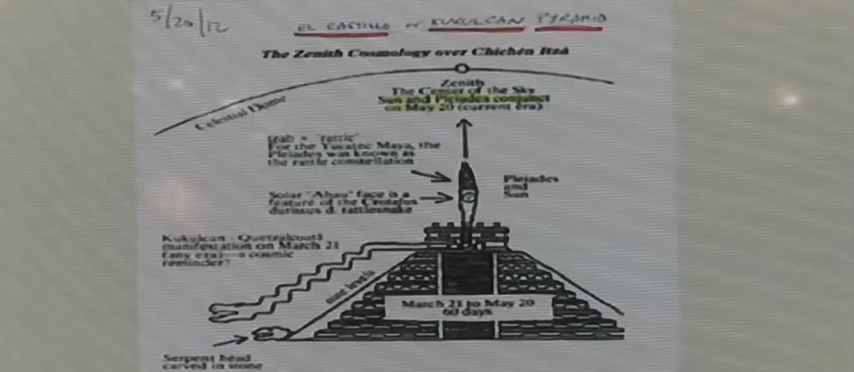 5/20/12
EL CASTILLO or KUKULCAN PYRAMID
The Zenith Cosmology over Chichén Itzá
Celestial Dome
Zenith
The Center of the Sky
Sun and Pleiades conjunct
on May 20 (current era)
tzab = "rattle"
For the Yucatec Maya, the
Pleiades was known as
the rattle constellation
Pleiades
and
Sun
Solar "Ahau" face is a
feature of the Crotalus
durissus d. rattlesnake
Kukulcan - Quetzalcoatl
manifestation on March 21
(any era)—a cosmic
reminder?
nine levels
March 21 to May 20
60 days
Serpent head
carved in stone